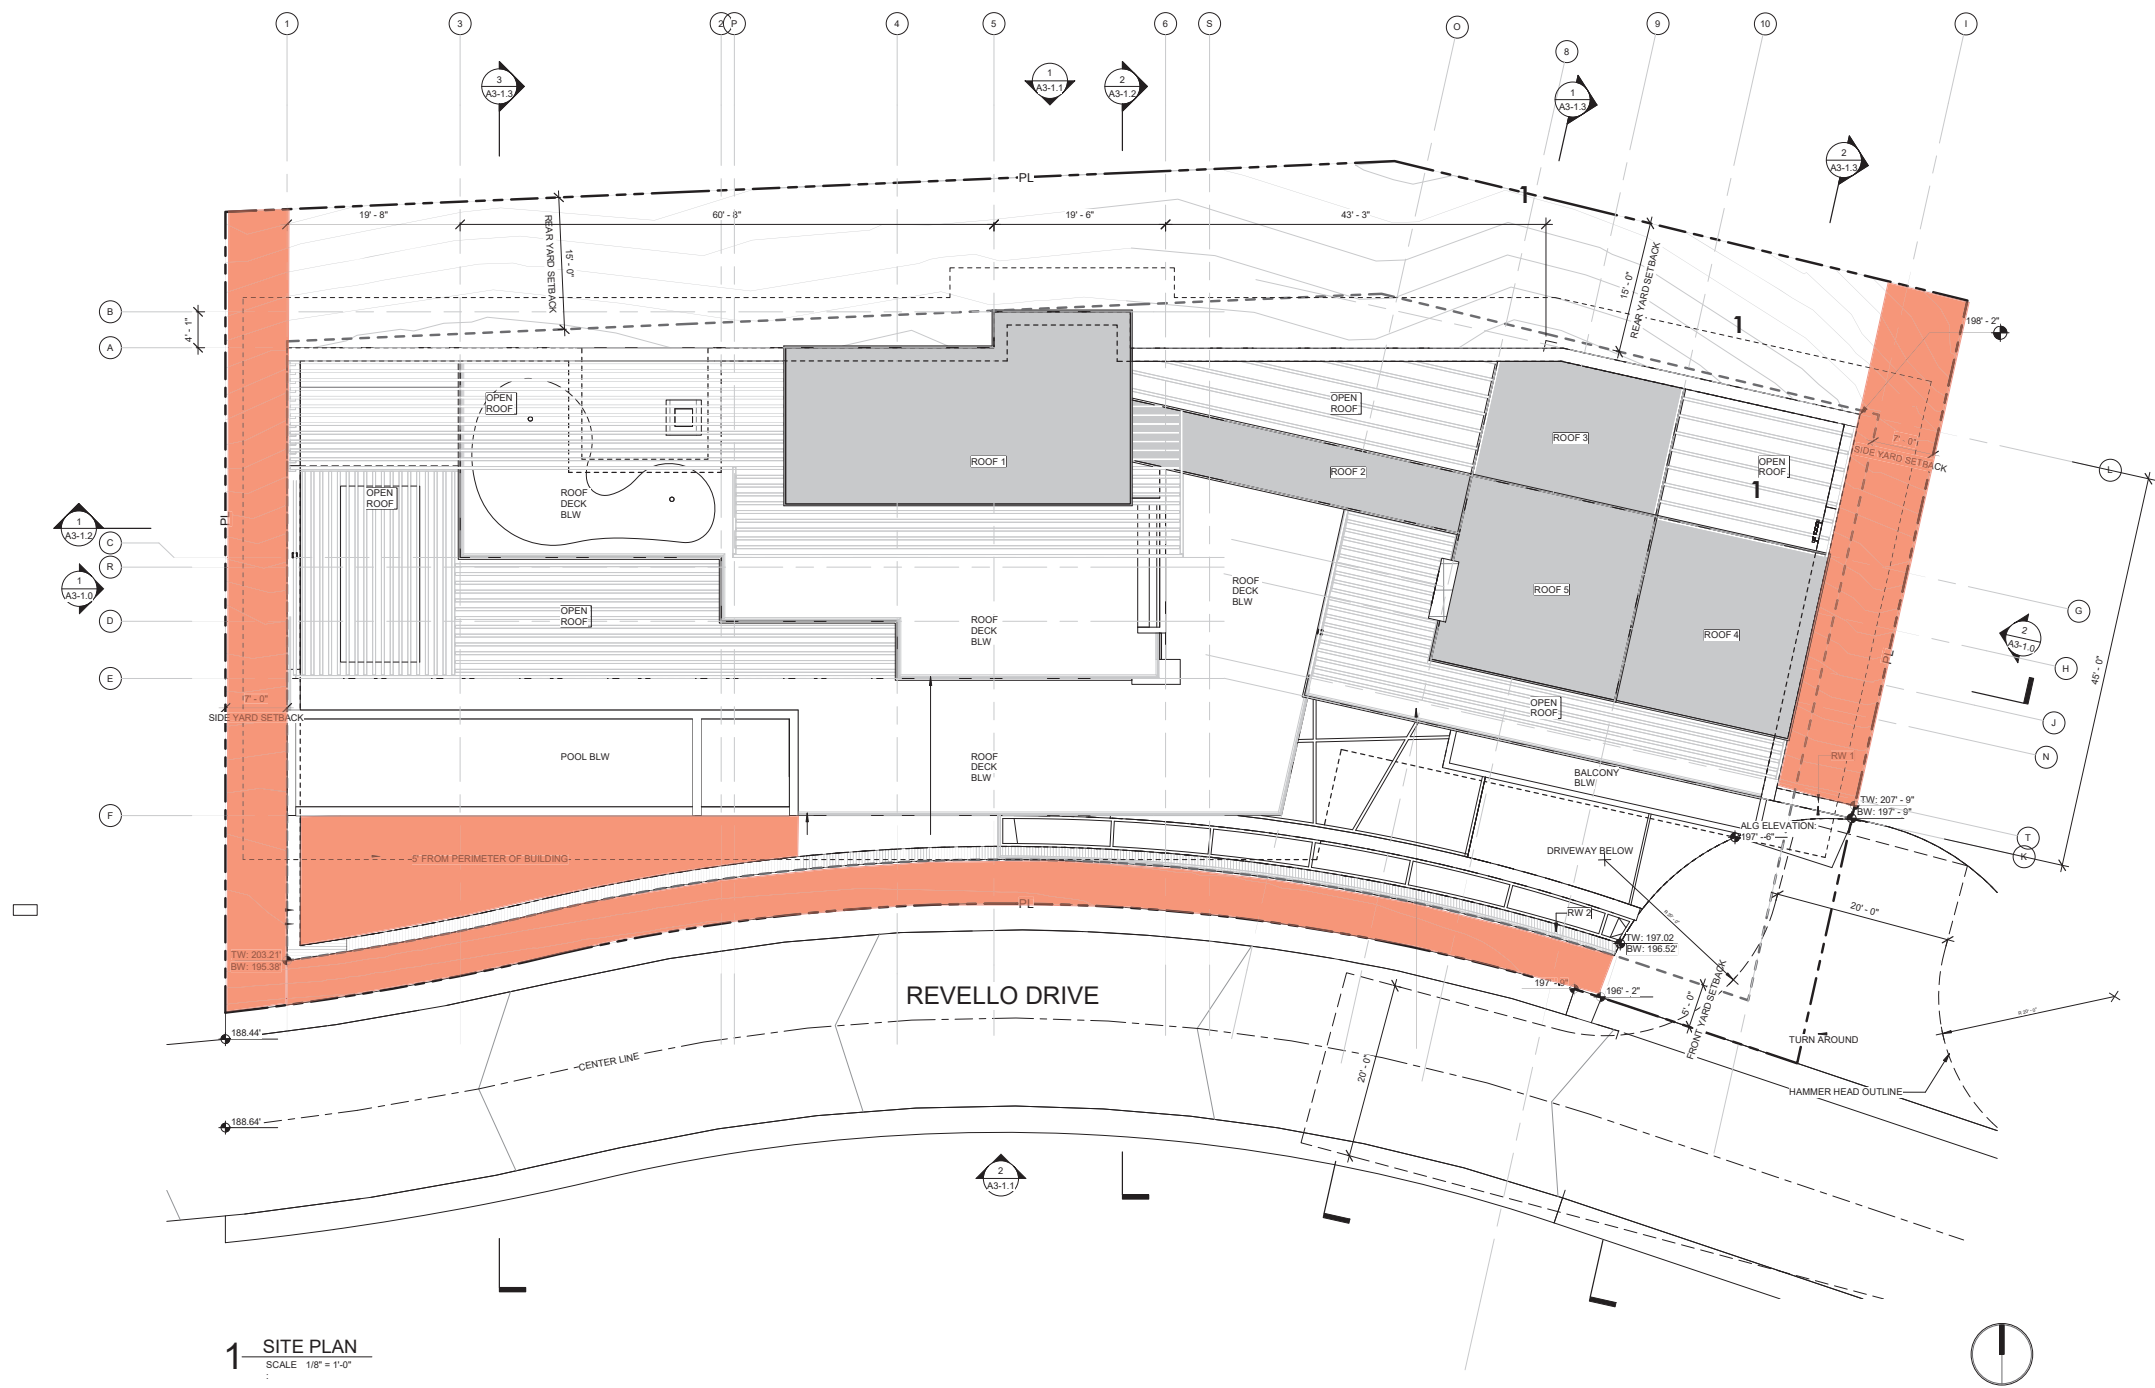 1
3
2
P
4
5
6
S
O
8
9
10
I
3
A3-1.3
1
A3-1.1
2
A3-1.2
1
A3-1.3
2
A3-1.3
PL
1
19' - 8"
60' - 8"
19' - 6"
43' - 3"
REAR YARD SETBACK
15' - 0"
15' - 0"
REAR YARD SETBACK
B
4' - 1"
A
1
198' - 2"
OPEN
ROOF
OPEN
ROOF
ROOF 3
7' - 0"
SIDE YARD SETBACK
ROOF 1
ROOF 2
OPEN
ROOF
L
1
OPEN
ROOF
ROOF
DECK
BLW
PL
1
A3-1.2
C
R
1
A3-1.0
ROOF
DECK
BLW
ROOF 5
OPEN
ROOF
G
D
ROOF
DECK
BLW
ROOF 4
2
A3-1.0
PL
H
45' - 0"
E
7' - 0"
SIDE YARD SETBACK
OPEN
ROOF
J
POOL BLW
ROOF
DECK
BLW
BALCONY
BLW
RW 1
N
F
TW: 207' - 9"
BW: 197' - 9"
ALG ELEVATION:
197' - 6"
T
K
5' FROM PERIMETER OF BUILDING
DRIVEWAY BELOW
PL
RW 2
20' - 0"
TW: 197.02
BW: 196.52'
TW: 203.21'
BW: 195.38'
197' - 9"
196' - 2"
REVELLO DRIVE
5' - 0"
FRONT YARD SETBACK
188.44'
TURN AROUND
CENTER LINE
20' - 0"
HAMMER HEAD OUTLINE
188.64'
2
A3-1.1
1
SITE PLAN
SCALE 1/8" = 1'-0"
: